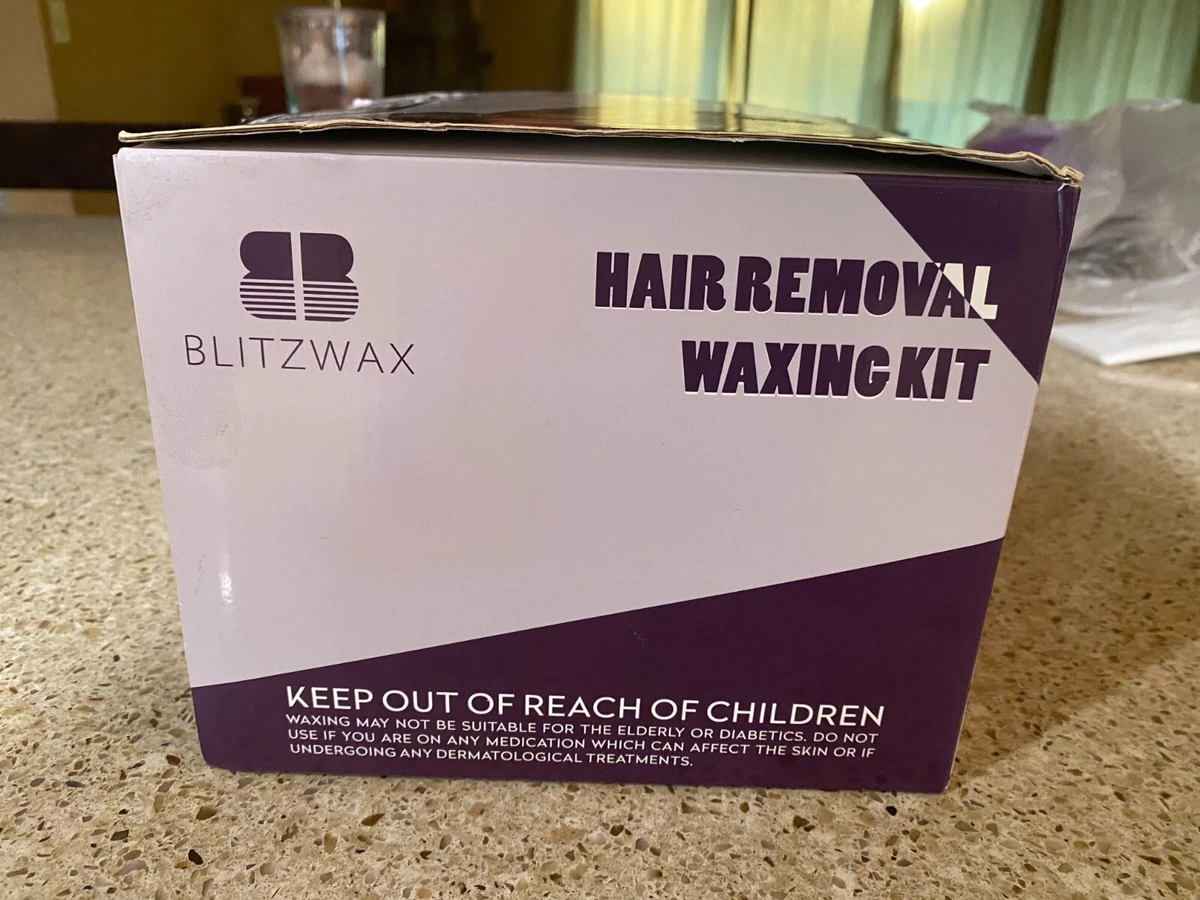 BLITZWAX
HAIR REMOVAL
WAXING KIT
KEEP OUT OF REACH OF CHILDREN
WAXING MAY NOT BE SUITABLE FOR THE ELDERLY OR DIABETICS. DO NOT
USE IF YOU ARE ON ANY MEDICATION WHICH CAN AFFECT THE SKIN OR IF
UNDERGOING ANY DERMATOLOGICAL TREATMENTS.